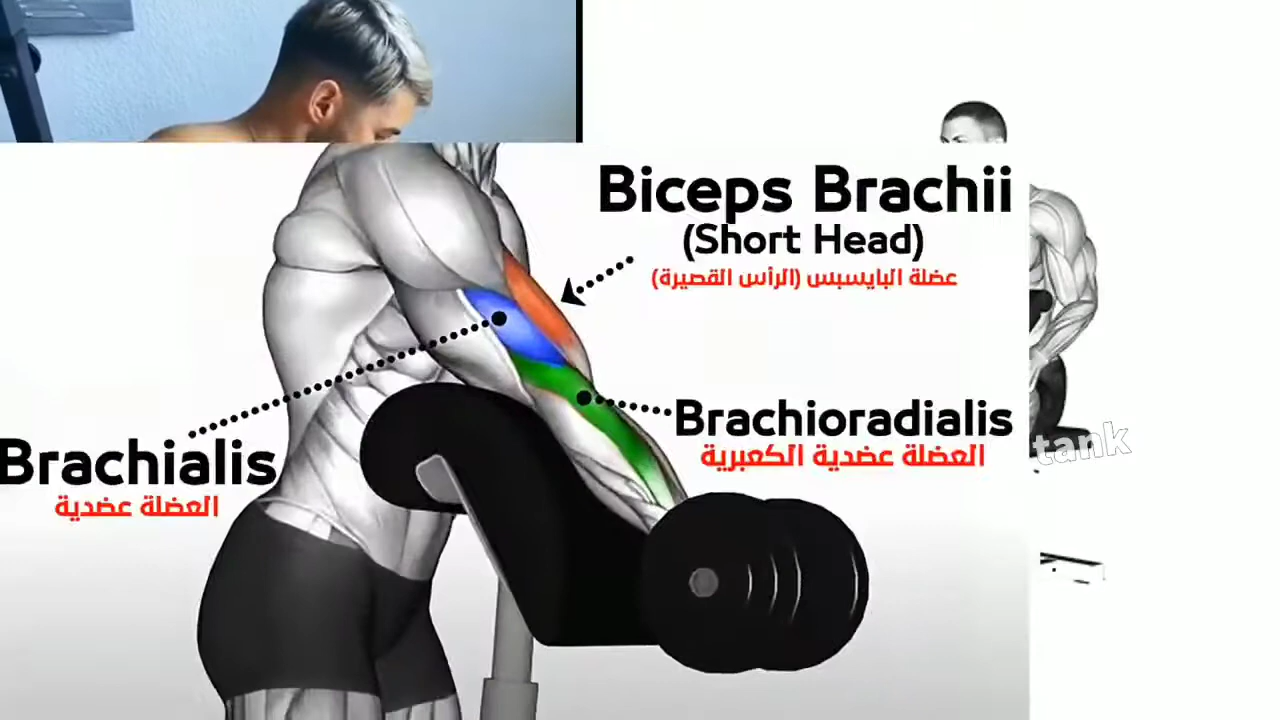 Biceps Brachii
(Short Head)
عضلة البايسبس (الرأس القصيرة)
Brachioradialis
العضلة عضدية الكعبرية
Brachialis
العضلة عضدية
tank